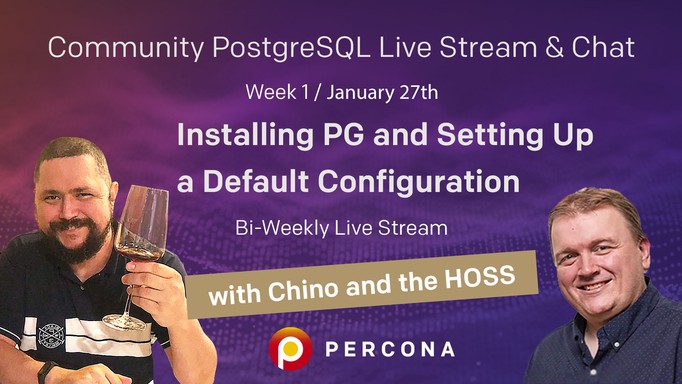 Community PostgreSQL Live Stream & Chat
Week 1 / January 27th
Installing PG and Setting Up
a Default Configuration
Bi-Weekly Live Stream
with Chino and the HOSS
PERCONA